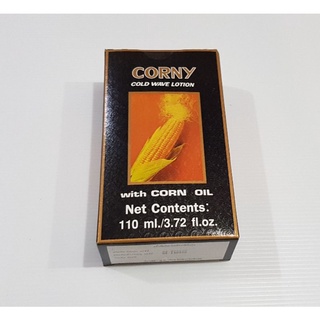 CORNY
COLD WAVE LOTION
with CORN OIL
Net Contents:
110 ml./3.72 fl.oz.